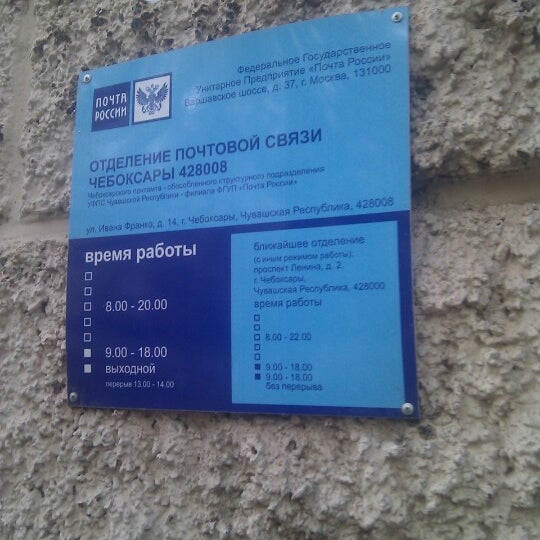 ПОЧТА
РОССИИ
Федеральное Государственное
Унитарное Предприятие «Почта России»
Варшавское шоссе, д. 37, г. Москва, 131000
ОТДЕЛЕНИЕ ПОЧТОВОЙ СВЯЗИ
ЧЕБОКСАРЫ 428008
Чебоксарского почтамта - обособленного структурного подразделения
УФПС Чувашской Республики - филиала ФГУП «Почта России»
ул. Ивана Франко, д. 14, г. Чебоксары, Чувашская Республика, 428008
время работы
8.00 - 20.00
9.00 - 18.00
выходной
перерыв 13.00 - 14.00
ближайшее отделение
(с иным режимом работы):
проспект Ленина, д. 2,
г. Чебоксары,
Чувашская Республика, 428000
время работы
8.00 - 22.00
9.00 - 18.00
9.00 - 18.00
без перерыва